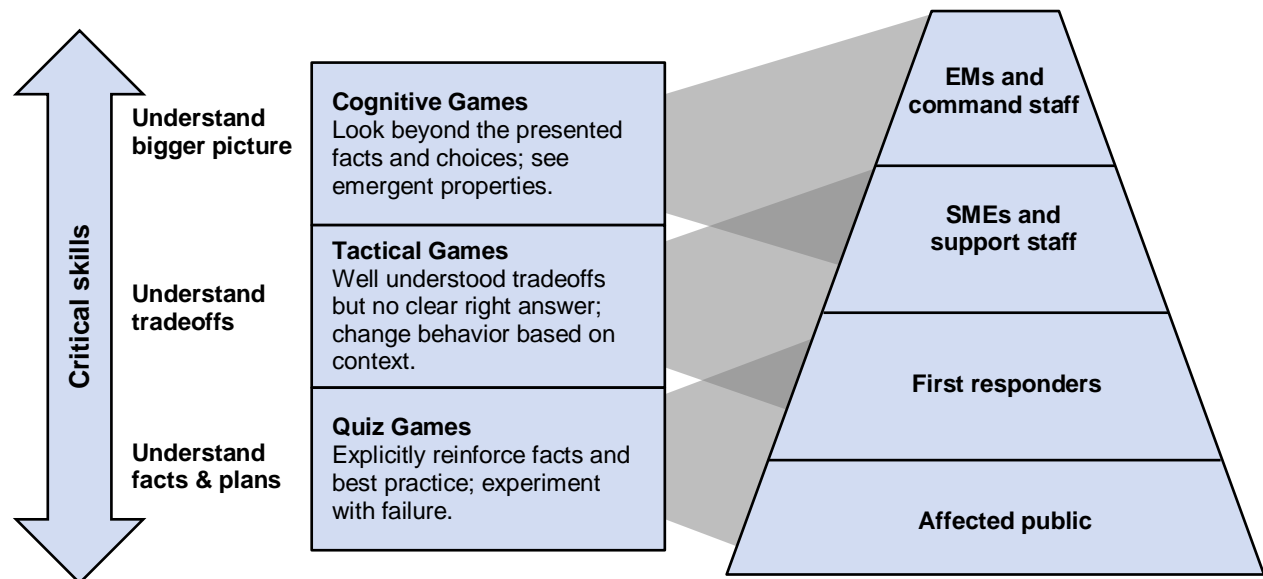 Critical skills
Understand
bigger picture
Understand
tradeoffs
Understand
facts & plans
Cognitive Games
Look beyond the presented
facts and choices; see
emergent properties.
Tactical Games
Well understood tradeoffs
but no clear right answer;
change behavior based on
context.
Quiz Games
Explicitly reinforce facts and
best practice; experiment
with failure.
EMs and
command staff
SMEs and
support staff
First responders
Affected public